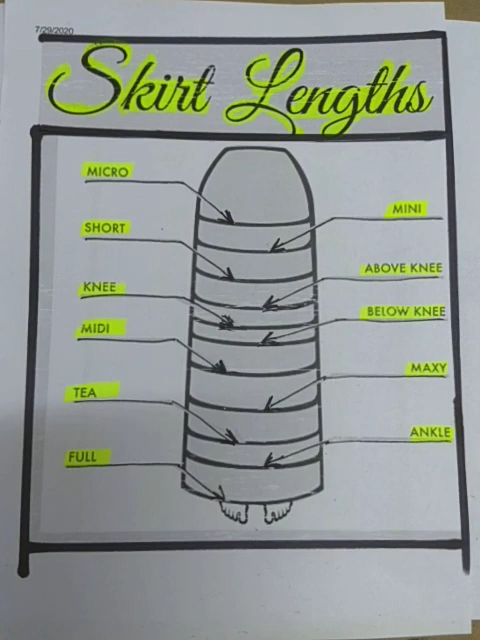 7/29/2020
Skirt Lengths
MICRO
MINI
SHORT
ABOVE KNEE
KNEE
BELOW KNEE
MIDI
MAXY
TEA
ANKLE
FULL